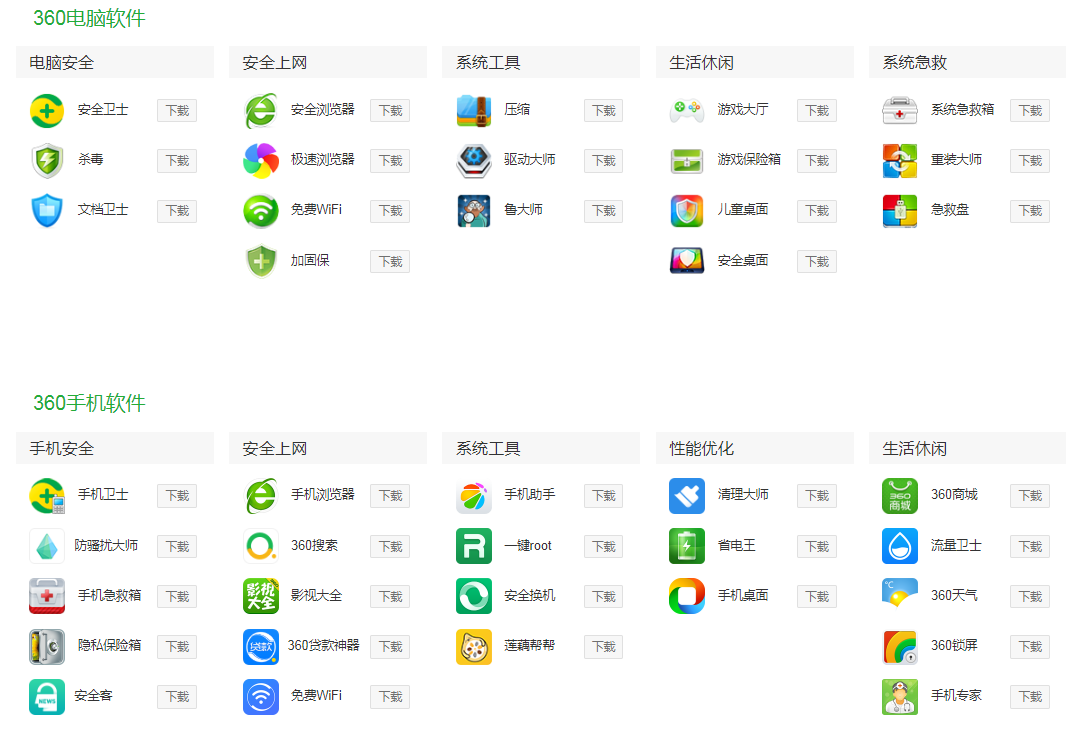 360电脑软件
电脑安全 安全上网 系统工具 生活休闲 系统急救
安全卫士 下载 安全浏览器 下载 压缩 下载 游戏大厅 下载 系统急救箱 下载
杀毒 下载 极速浏览器 下载 驱动大师 下载 游戏保险箱 下载 重装大师 下载
文档卫士 下载 免费WiFi 下载 鲁大师 下载 儿童桌面 下载 急救盘 下载
加固保 下载 安全桌面 下载
360手机软件
手机安全 安全上网 系统工具 性能优化 生活休闲
手机卫士 下载 手机浏览器 下载 手机助手 下载 清理大师 下载 360商城 360商城 下载
防骚扰大师 下载 360搜索 下载 R 一键root 下载 省电王 下载 流量卫士 下载
手机急救箱 下载 影视大全 影视大全 下载 安全换机 下载 手机桌面 下载 °C 360天气 下载
隐私保险箱 下载 贷款 360贷款神器 下载 莲藕帮帮 下载 360锁屏 下载
NEWS 安全客 下载 免费WiFi 下载 手机专家 下载